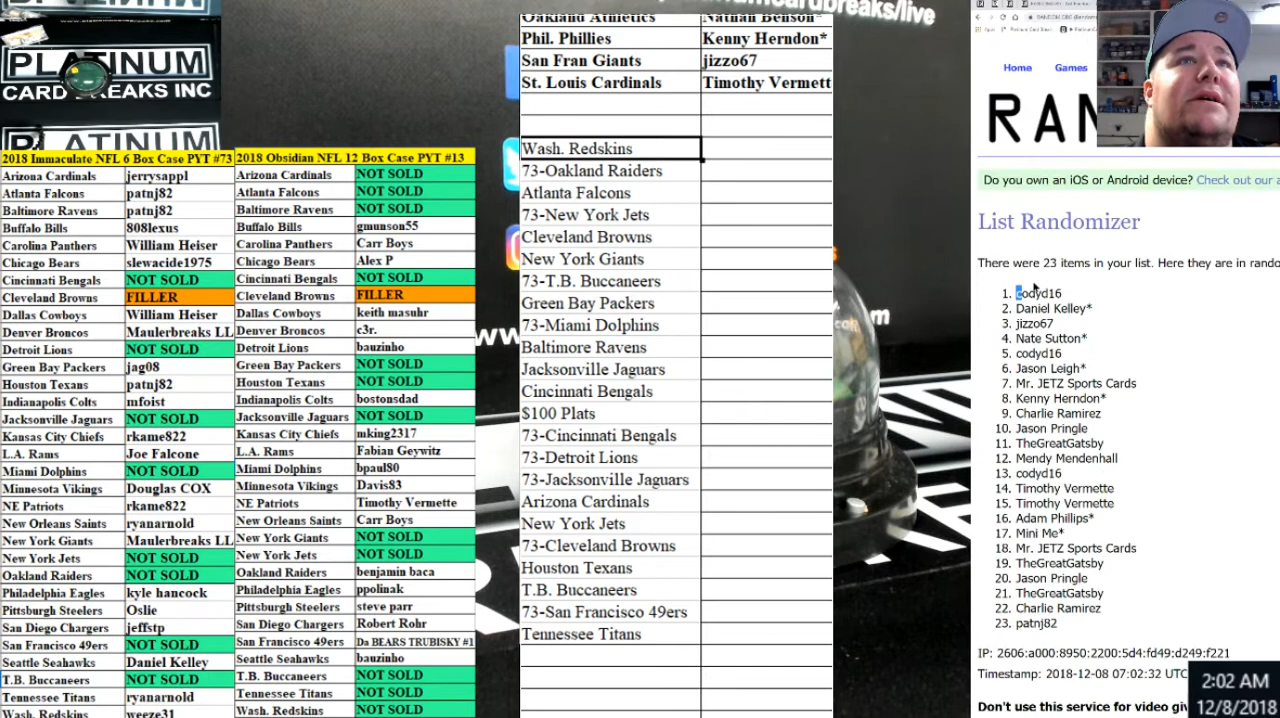 PLATINUM
CARD BREAKS INC
PLATINUM
cardbreaks/live
ww
om
2018 Immaculate NFL 6 Box Case PYT #73
Arizona Cardinals jerrysappl
Atlanta Falcons patnj82
Baltimore Ravens patnj82
Buffalo Bills 808lexus
Carolina Panthers William Heiser
Chicago Bears slewacide1975
Cincinnati Bengals NOT SOLD
Cleveland Browns FILLER
Dallas Cowboys William Heiser
Denver Broncos Maulerbreaks LL
Detroit Lions NOT SOLD
Green Bay Packers jag08
Houston Texans patnj82
Indianapolis Colts mfoist
Jacksonville Jaguars NOT SOLD
Kansas City Chiefs rkame822
L.A. Rams Joe Falcone
Miami Dolphins NOT SOLD
Minnesota Vikings Douglas COX
NE Patriots rkame822
New Orleans Saints ryanarnold
New York Giants Maulerbreaks LL
New York Jets NOT SOLD
Oakland Raiders NOT SOLD
Philadelphia Eagles kyle hancock
Pittsburgh Steelers Oslie
San Diego Chargers jeffstp
San Francisco 49ers NOT SOLD
Seattle Seahawks Daniel Kelley
T.B. Buccaneers NOT SOLD
Tennessee Titans ryanarnold
Wash. Redskins weeze31
2018 Obsidian NFL 12 Box Case PYT #13
Arizona Cardinals NOT SOLD
Atlanta Falcons NOT SOLD
Baltimore Ravens NOT SOLD
Buffalo Bills gmunson55
Carolina Panthers Carr Boys
Chicago Bears Alex P
Cincinnati Bengals NOT SOLD
Cleveland Browns FILLER
Dallas Cowboys keith masuhr
Denver Broncos c3r.
Detroit Lions bauzinho
Green Bay Packers NOT SOLD
Houston Texans NOT SOLD
Indianapolis Colts bostonsdad
Jacksonville Jaguars NOT SOLD
Kansas City Chiefs mking2317
L.A. Rams Fabian Geywitz
Miami Dolphins bpaul80
Minnesota Vikings Davis83
NE Patriots Timothy Vermette
New Orleans Saints Carr Boys
New York Giants NOT SOLD
New York Jets NOT SOLD
Oakland Raiders benjamin baca
Philadelphia Eagles ppolinak
Pittsburgh Steelers steve parr
San Diego Chargers Robert Rohr
San Francisco 49ers Da BEARS TRUBISKY #1
Seattle Seahawks bauzinho
T.B. Buccaneers NOT SOLD
Tennessee Titans NOT SOLD
Wash. Redskins NOT SOLD
Oakland Athletics Nathan Benson*
Phil. Phillies Kenny Herndon*
San Fran Giants jizzo67
St. Louis Cardinals Timothy Vermett
Wash. Redskins
73-Oakland Raiders
Atlanta Falcons
73-New York Jets
Cleveland Browns
New York Giants
73-T.B. Buccaneers
Green Bay Packers
73-Miami Dolphins
Baltimore Ravens
Jacksonville Jaguars
Cincinnati Bengals
$100 Plats
73-Cincinnati Bengals
73-Detroit Lions
73-Jacksonville Jaguars
Arizona Cardinals
New York Jets
73-Cleveland Browns
Houston Texans
T.B. Buccaneers
73-San Francisco 49ers
Tennessee Titans
Home Games
RAN
Do you own an iOS or Android device? Check out our a
List Randomizer
There were 23 items in your list. Here they are in rando
1. codyd16
2. Daniel Kelley*
3. jizzo67
4. Nate Sutton*
5. codyd16
6. Jason Leigh*
7. Mr. JETZ Sports Cards
8. Kenny Herndon*
9. Charlie Ramirez
10. Jason Pringle
11. TheGreatGatsby
12. Mendy Mendenhall
13. codyd16
14. Timothy Vermette
15. Timothy Vermette
16. Adam Phillips*
17. Mini Me*
18. Mr. JETZ Sports Cards
19. TheGreatGatsby
20. Jason Pringle
21. TheGreatGatsby
22. Charlie Ramirez
23. patnj82
IP: 2606:a000:8950:2200:5d4:fd49:d249:f221
Timestamp: 2018-12-08 07:02:32 UTC
Don't use this service for video giv
2:02 AM
12/8/2018